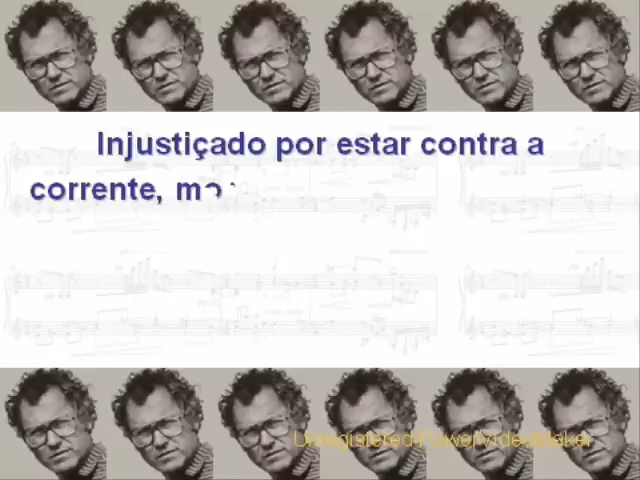 Injustiçado por estar contra a
corrente,
Unregistered PowerVideoMaker